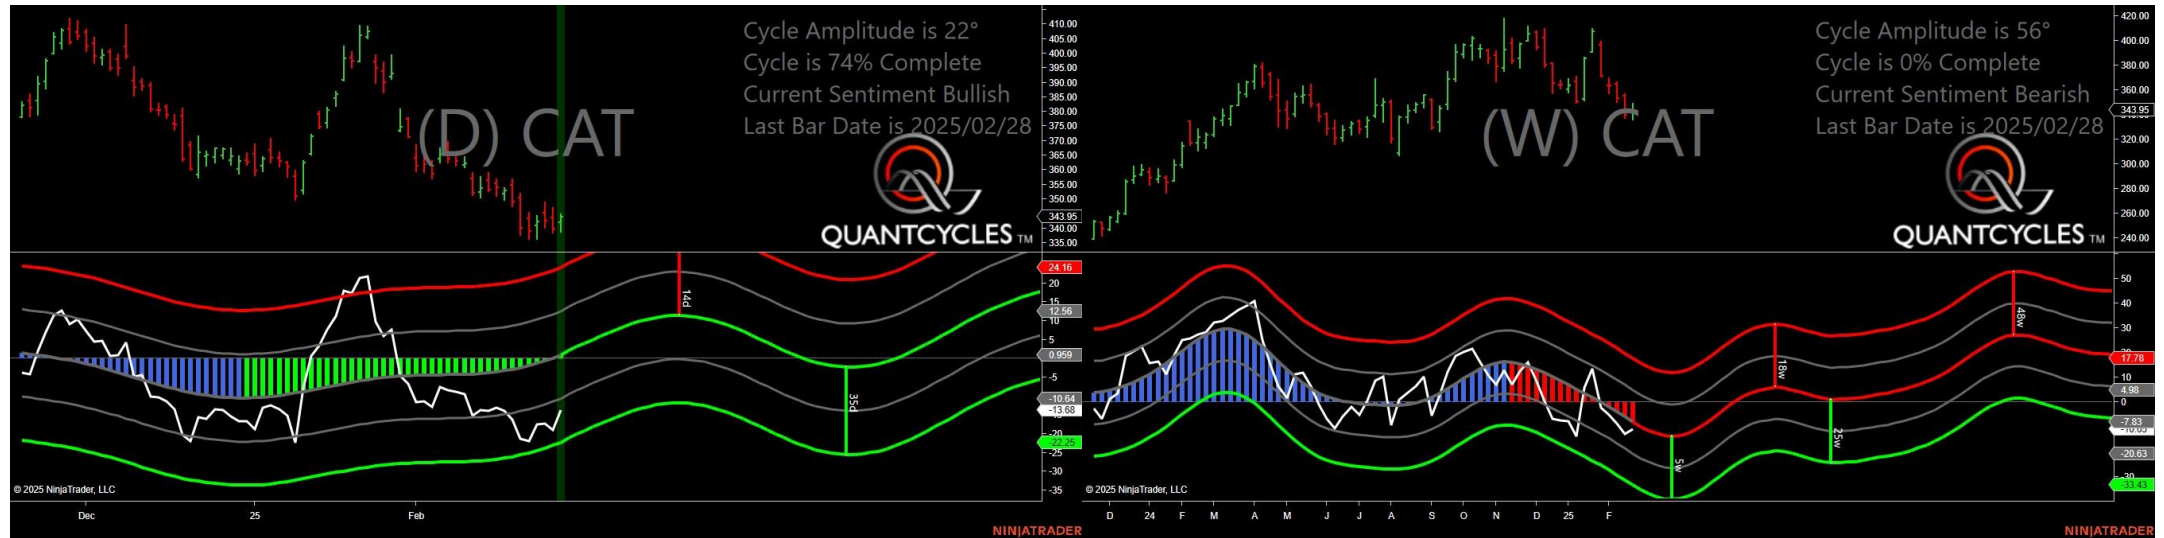 Cycle Amplitude is 22°
Cycle is 74% Complete
Current Sentiment Bullish
Last Bar Date is 2025/02/28
(D) CAT
QUANTCYCLES TM
410.00
405.00
400.00
395.00
390.00
385.00
380.00
375.00
370.00
365.00
360.00
355.00
350.00
343.95
340.00
335.00
24.16
20
15
12.56
10
5
0.959
-5
-10.64
-13.68
-20
-22.25
-25
-30
-35
14d
35d
© 2025 NinjaTrader, LLC
Dec
25
Feb
NINJATRADER
Cycle Amplitude is 56°
Cycle is 0% Complete
Current Sentiment Bearish
Last Bar Date is 2025/02/28
(W) CAT
QUANTCYCLES TM
420.00
400.00
380.00
360.00
343.95
320.00
300.00
280.00
260.00
240.00
50
40
30
17.78
10
4.98
0
-7.83
-20.63
-33.43
5w
18w
25w
48w
© 2025 NinjaTrader, LLC
D 24 F M A M J J A S O N D 25 F
NINJATRADER